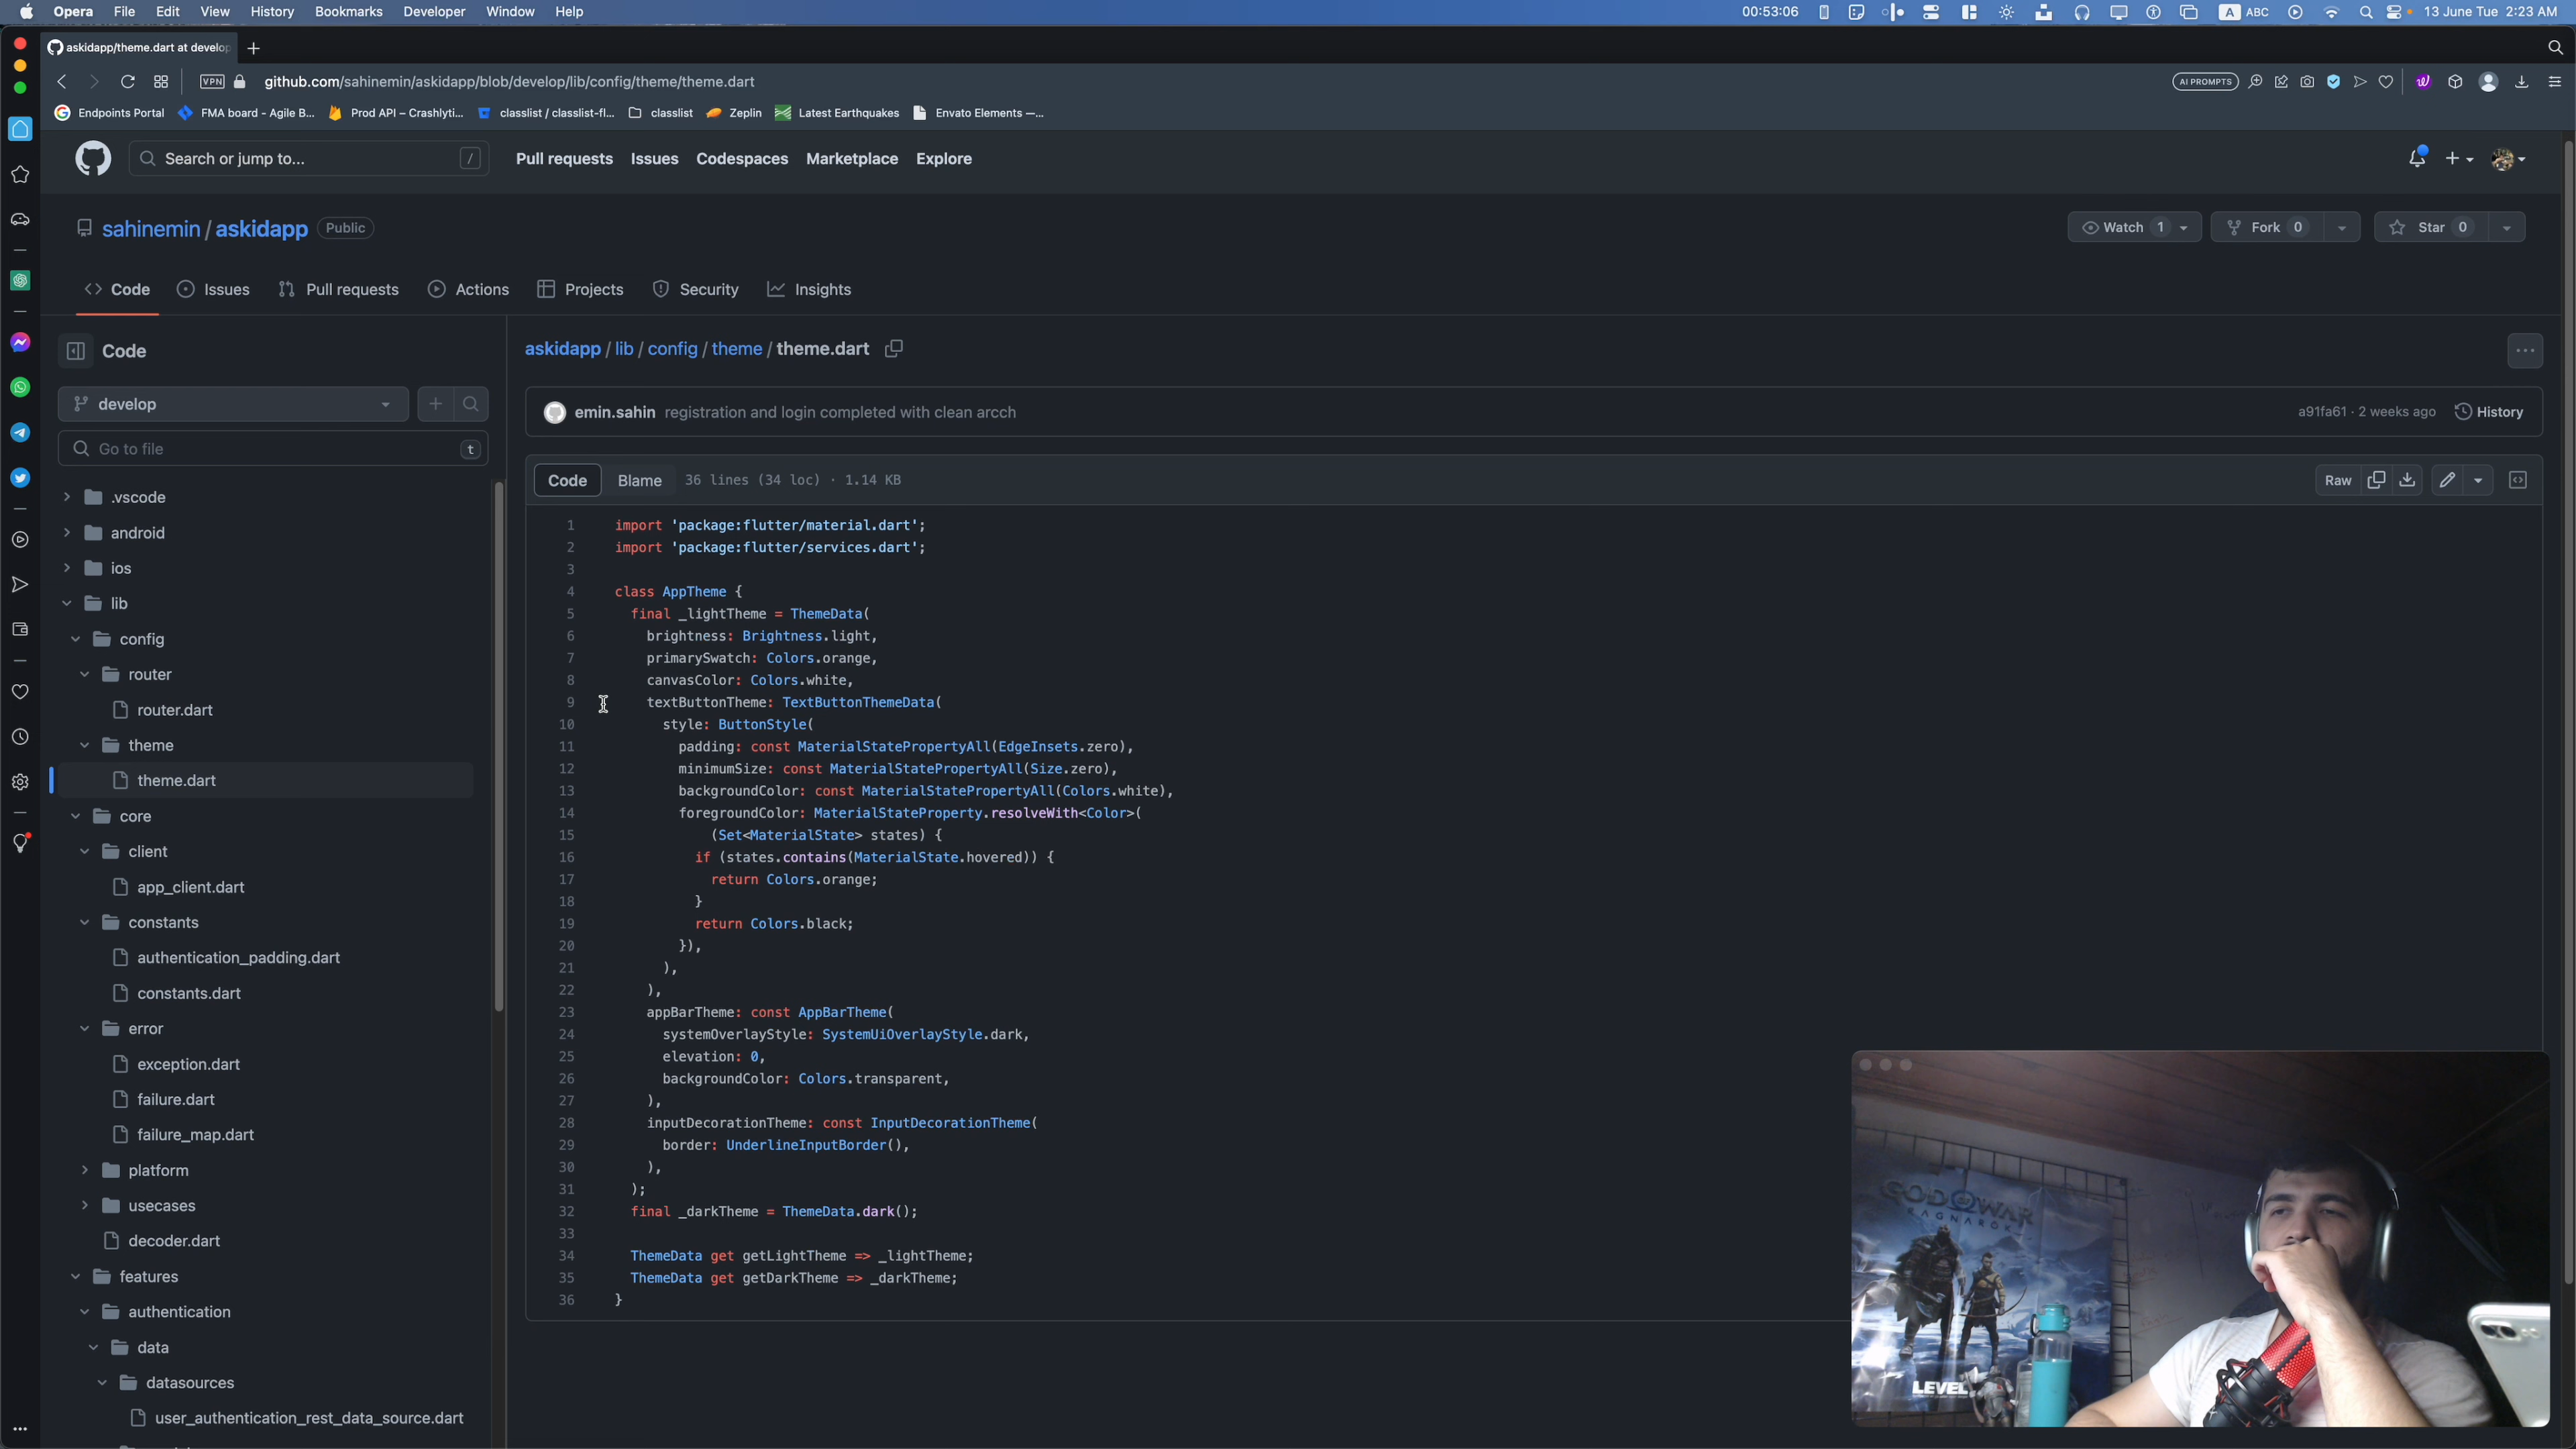 Opera File Edit View History Bookmarks Developer Window Help 00:53:06 A ABC 13 June Tue 2:23 AM
askidapp/theme.dart at develop
VPN github.com/sahinemin/askidapp/blob/develop/lib/config/theme/theme.dart AI PROMPTS
Endpoints Portal FMA board - Agile B... Prod API – Crashlyti... classlist / classlist-fl... classlist Zeplin Latest Earthquakes Envato Elements —...
Search or jump to... / Pull requests Issues Codespaces Marketplace Explore
sahinemin / askidapp Public Watch 1 Fork 0 Star 0
Code Issues Pull requests Actions Projects Security Insights
Code
develop
Go to file t
.vscode
android
ios
lib
config
router
router.dart
theme
theme.dart
core
client
app_client.dart
constants
authentication_padding.dart
constants.dart
error
exception.dart
failure.dart
failure_map.dart
platform
usecases
decoder.dart
features
authentication
data
datasources
user_authentication_rest_data_source.dart
askidapp / lib / config / theme / theme.dart
emin.sahin registration and login completed with clean arcch a91fa61 · 2 weeks ago History
Code Blame 36 lines (34 loc) · 1.14 KB Raw
1 import 'package:flutter/material.dart';
2 import 'package:flutter/services.dart';
3
4 class AppTheme {
5 final _lightTheme = ThemeData(
6 brightness: Brightness.light,
7 primarySwatch: Colors.orange,
8 canvasColor: Colors.white,
9 textButtonTheme: TextButtonThemeData(
10 style: ButtonStyle(
11 padding: const MaterialStatePropertyAll(EdgeInsets.zero),
12 minimumSize: const MaterialStatePropertyAll(Size.zero),
13 backgroundColor: const MaterialStatePropertyAll(Colors.white),
14 foregroundColor: MaterialStateProperty.resolveWith<Color>(
15 (Set<MaterialState> states) {
16 if (states.contains(MaterialState.hovered)) {
17 return Colors.orange;
18 }
19 return Colors.black;
20 }),
21 ),
22 ),
23 appBarTheme: const AppBarTheme(
24 systemOverlayStyle: SystemUiOverlayStyle.dark,
25 elevation: 0,
26 backgroundColor: Colors.transparent,
27 ),
28 inputDecorationTheme: const InputDecorationTheme(
29 border: UnderlineInputBorder(),
30 ),
31 );
32 final _darkTheme = ThemeData.dark();
33
34 ThemeData get getLightTheme => _lightTheme;
35 ThemeData get getDarkTheme => _darkTheme;
36 }
GOD OF WAR
RAGNARÖK
LEVEL